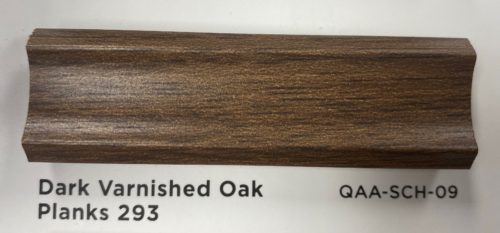 Dark Varnished Oak QAA-SCH-09
Planks 293